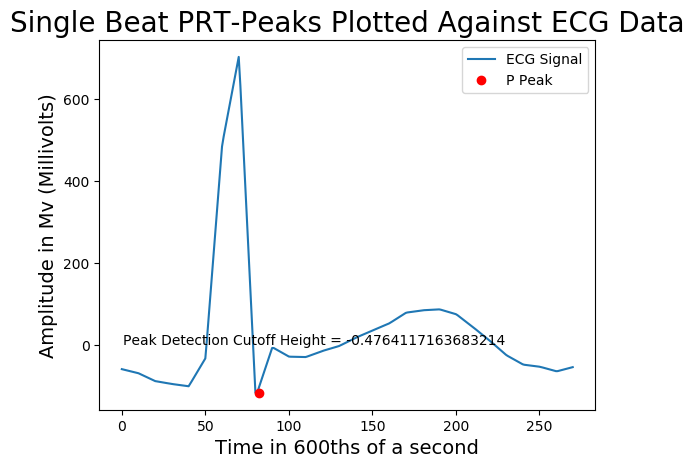 Single Beat PRT-Peaks Plotted Against ECG Data
ECG Signal
P Peak
Amplitude in Mv (Millivolts)
600
400
200
0
Peak Detection Cutoff Height = -0.4764117163683214
0 50 100 150 200 250
Time in 600ths of a second